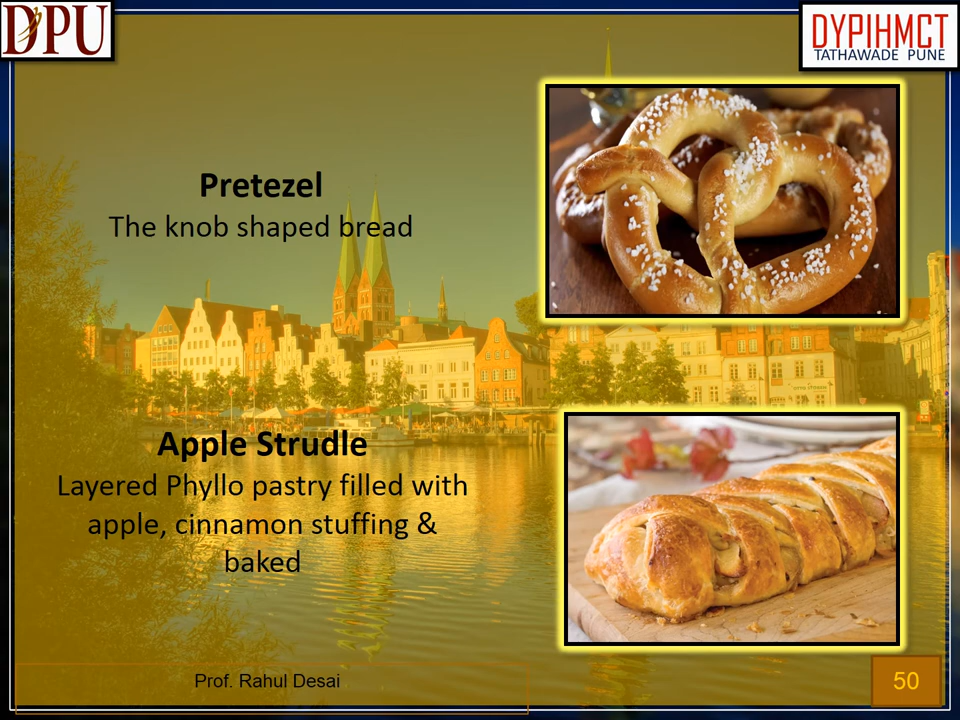 DPU
DYPIHMCT
TATHAWADE PUNE
Pretezel
The knob shaped bread
Apple Strudle
Layered Phyllo pastry filled with
apple, cinnamon stuffing &
baked
Prof. Rahul Desai
50